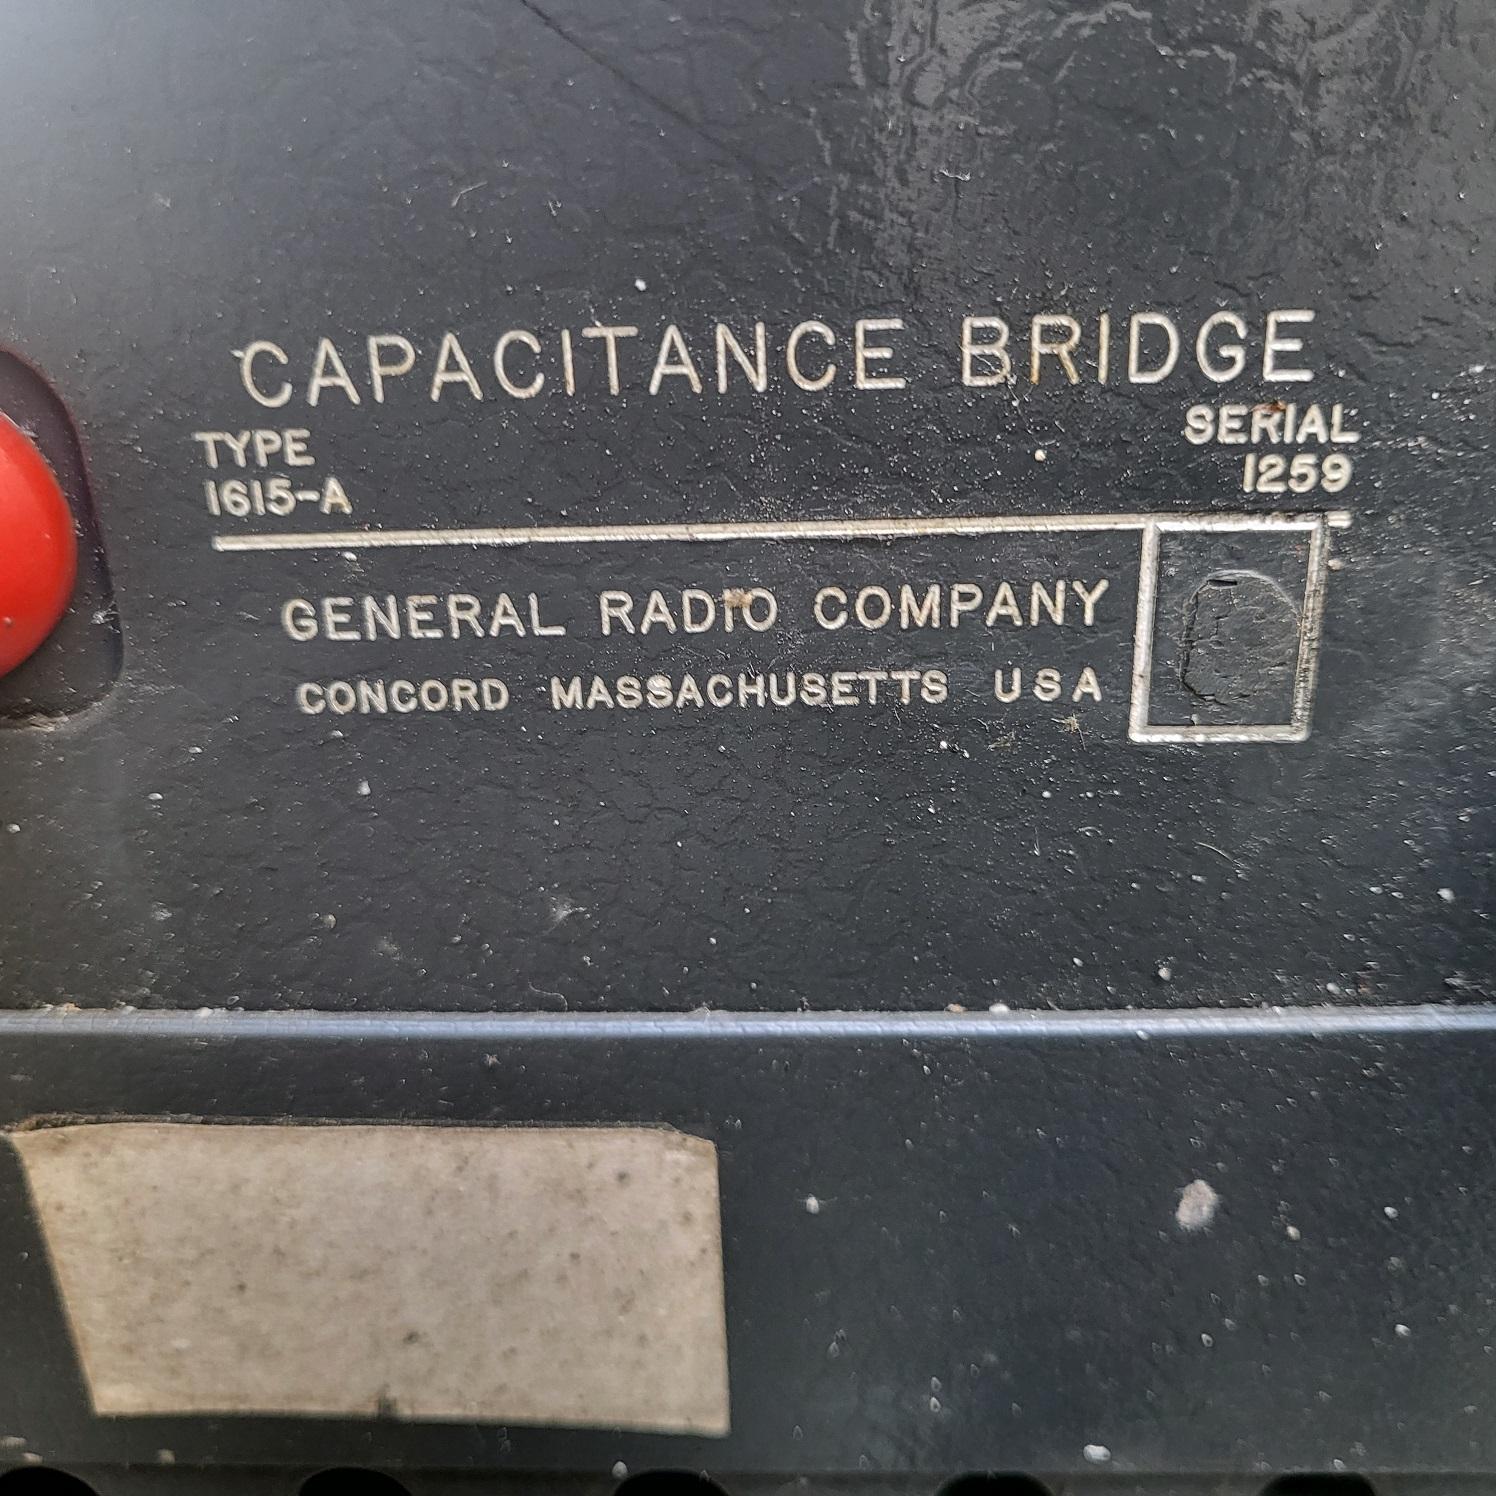 CAPACITANCE BRIDGE
TYPE
1615-A
SERIAL
1259
GENERAL RADIO COMPANY
CONCORD MASSACHUSETTS USA